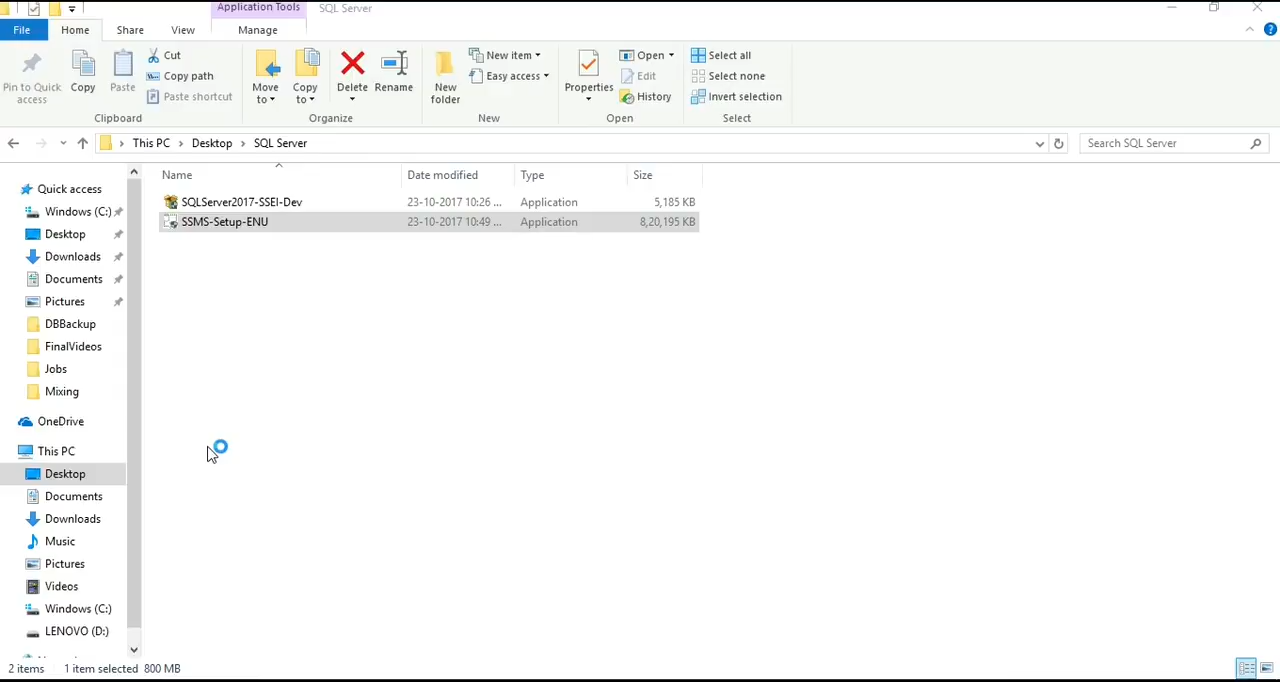 Application Tools SQL Server
File Home Share View Manage
Pin to Quick access
Copy
Paste
Cut
Copy path
Paste shortcut
Clipboard
Move to
Copy to
Delete
Rename
Organize
New folder
New item
Easy access
New
Properties
Open
Edit
History
Open
Select all
Select none
Invert selection
Select
This PC Desktop SQL Server
Search SQL Server
Name Date modified Type Size
SQLServer2017-SSEI-Dev 23-10-2017 10:26 ... Application 5,185 KB
SSMS-Setup-ENU 23-10-2017 10:49 ... Application 8,20,195 KB
Quick access
Windows (C:)
Desktop
Downloads
Documents
Pictures
DBBackup
FinalVideos
Jobs
Mixing
OneDrive
This PC
Desktop
Documents
Downloads
Music
Pictures
Videos
Windows (C:)
LENOVO (D:)
2 items 1 item selected 800 MB